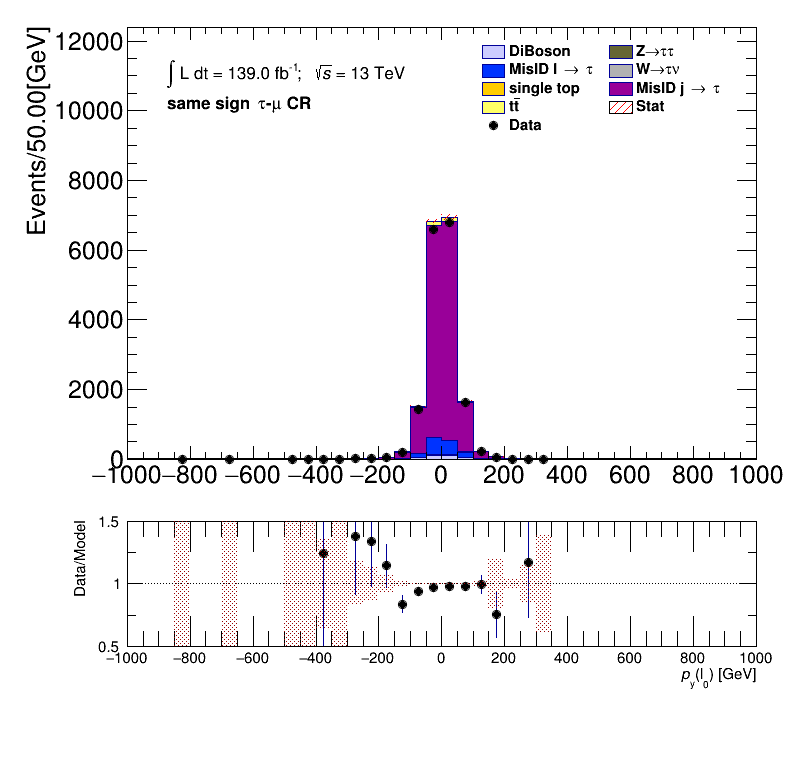 Events/50.00[GeV]
12000
10000
8000
6000
4000
2000
0
∫ L dt = 139.0 fb⁻¹; √s = 13 TeV
same sign τ-μ CR
DiBoson
MisID l → τ
single top
tt̄
Data
Z→ττ
W→τν
MisID j → τ
Stat
−1000 −800 −600 −400 −200 0 200 400 600 800 1000
Data/Model
1.5
1
0.5
−1000 −800 −600 −400 −200 0 200 400 600 800 1000
p_y(l_0) [GeV]